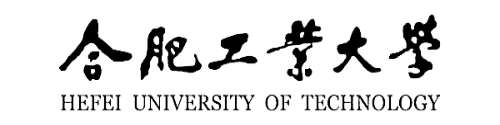 合肥工業大學
HEFEI UNIVERSITY OF TECHNOLOGY